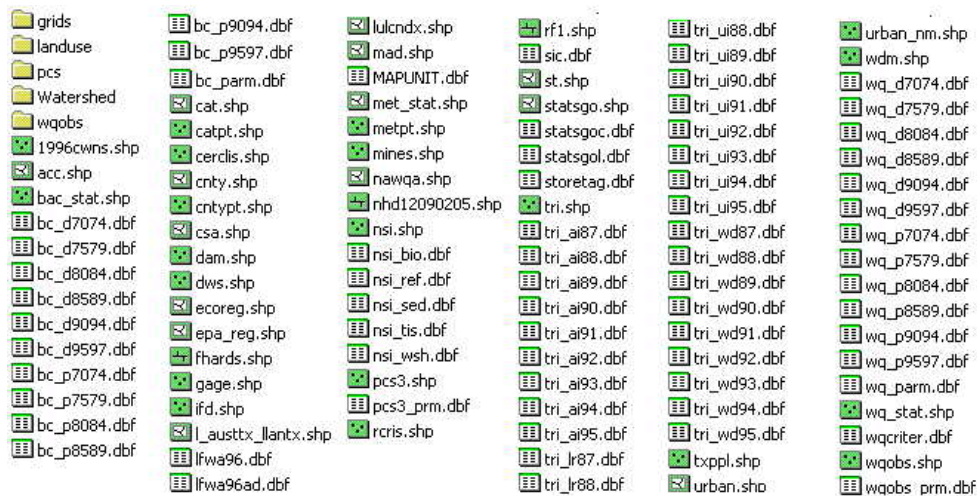 grids
landuse
pcs
Watershed
wqobs
1996cwns.shp
acc.shp
bac_stat.shp
bc_d7074.dbf
bc_d7579.dbf
bc_d8084.dbf
bc_d8589.dbf
bc_d9094.dbf
bc_d9597.dbf
bc_p7074.dbf
bc_p7579.dbf
bc_p8084.dbf
bc_p8589.dbf
bc_p9094.dbf
bc_p9597.dbf
bc_parm.dbf
cat.shp
catpt.shp
cerclis.shp
cnty.shp
cntypt.shp
csa.shp
dam.shp
dws.shp
ecoreg.shp
epa_reg.shp
fhards.shp
gage.shp
ifd.shp
l_austtx_llantx.shp
lfwa96.dbf
lfwa96ad.dbf
lulcndx.shp
mad.shp
MAPUNIT.dbf
met_stat.shp
metpt.shp
mines.shp
nawqa.shp
nhd12090205.shp
nsi.shp
nsi_bio.dbf
nsi_ref.dbf
nsi_sed.dbf
nsi_tis.dbf
nsi_wsh.dbf
pcs3.shp
pcs3_prm.dbf
rcris.shp
rf1.shp
sic.dbf
st.shp
statsgo.shp
statsgoc.dbf
statsgol.dbf
storetag.dbf
tri.shp
tri_ai87.dbf
tri_ai88.dbf
tri_ai89.dbf
tri_ai90.dbf
tri_ai91.dbf
tri_ai92.dbf
tri_ai93.dbf
tri_ai94.dbf
tri_ai95.dbf
tri_lr87.dbf
tri_lr88.dbf
tri_ui88.dbf
tri_ui89.dbf
tri_ui90.dbf
tri_ui91.dbf
tri_ui92.dbf
tri_ui93.dbf
tri_ui94.dbf
tri_ui95.dbf
tri_wd87.dbf
tri_wd88.dbf
tri_wd89.dbf
tri_wd90.dbf
tri_wd91.dbf
tri_wd92.dbf
tri_wd93.dbf
tri_wd94.dbf
tri_wd95.dbf
txppl.shp
urban.shp
urban_nm.shp
wdm.shp
wq_d7074.dbf
wq_d7579.dbf
wq_d8084.dbf
wq_d8589.dbf
wq_d9094.dbf
wq_d9597.dbf
wq_p7074.dbf
wq_p7579.dbf
wq_p8084.dbf
wq_p8589.dbf
wq_p9094.dbf
wq_p9597.dbf
wq_parm.dbf
wq_stat.shp
wqcriter.dbf
wqobs.shp
wqobs_prm.dbf